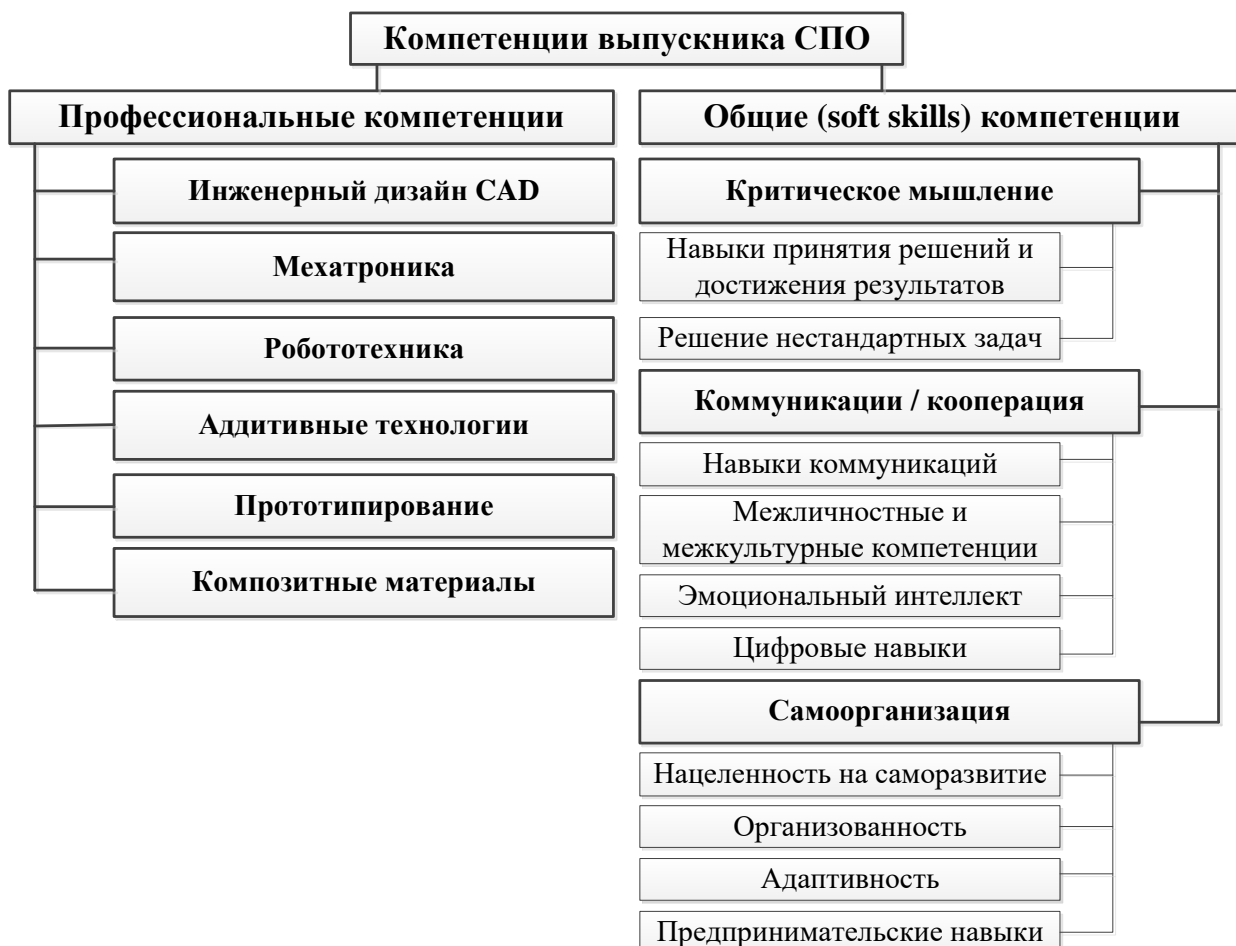 Компетенции выпускника СПО
Профессиональные компетенции
Инженерный дизайн CAD
Мехатроника
Робототехника
Аддитивные технологии
Прототипирование
Композитные материалы
Общие (soft skills) компетенции
Критическое мышление
Навыки принятия решений и
достижения результатов
Решение нестандартных задач
Коммуникации / кооперация
Навыки коммуникаций
Межличностные и
межкультурные компетенции
Эмоциональный интеллект
Цифровые навыки
Самоорганизация
Нацеленность на саморазвитие
Организованность
Адаптивность
Предпринимательские навыки